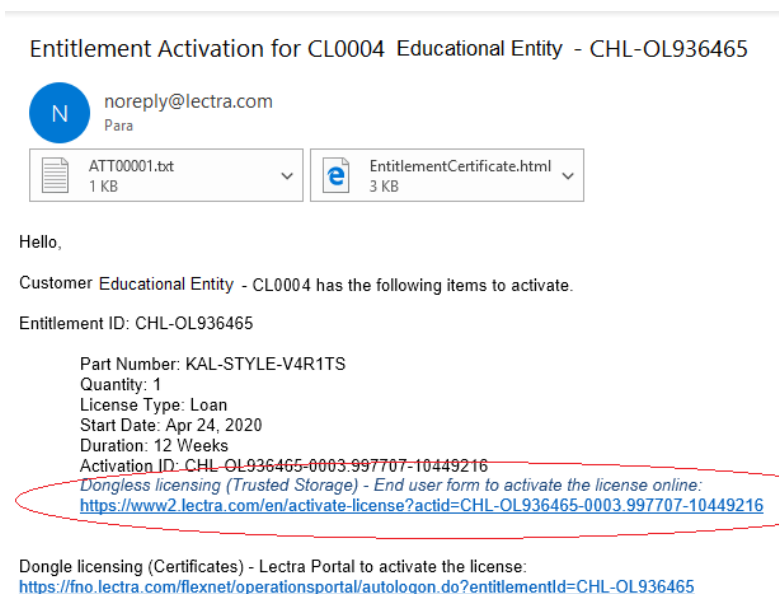 Entitlement Activation for CL0004 Educational Entity - CHL-OL936465
N
noreply@lectra.com
Para
ATT00001.txt
1 KB
EntitlementCertificate.html
3 KB
Hello,
Customer Educational Entity - CL0004 has the following items to activate.
Entitlement ID: CHL-OL936465
Part Number: KAL-STYLE-V4R1TS
Quantity: 1
License Type: Loan
Start Date: Apr 24, 2020
Duration: 12 Weeks
Activation ID: CHL-OL936465-0003.997707-10449216
Dongless licensing (Trusted Storage) - End user form to activate the license online:
https://www2.lectra.com/en/activate-license?actid=CHL-OL936465-0003.997707-10449216
Dongle licensing (Certificates) - Lectra Portal to activate the license:
https://fno.lectra.com/flexnet/operationsportal/autologon.do?entitlementId=CHL-OL936465